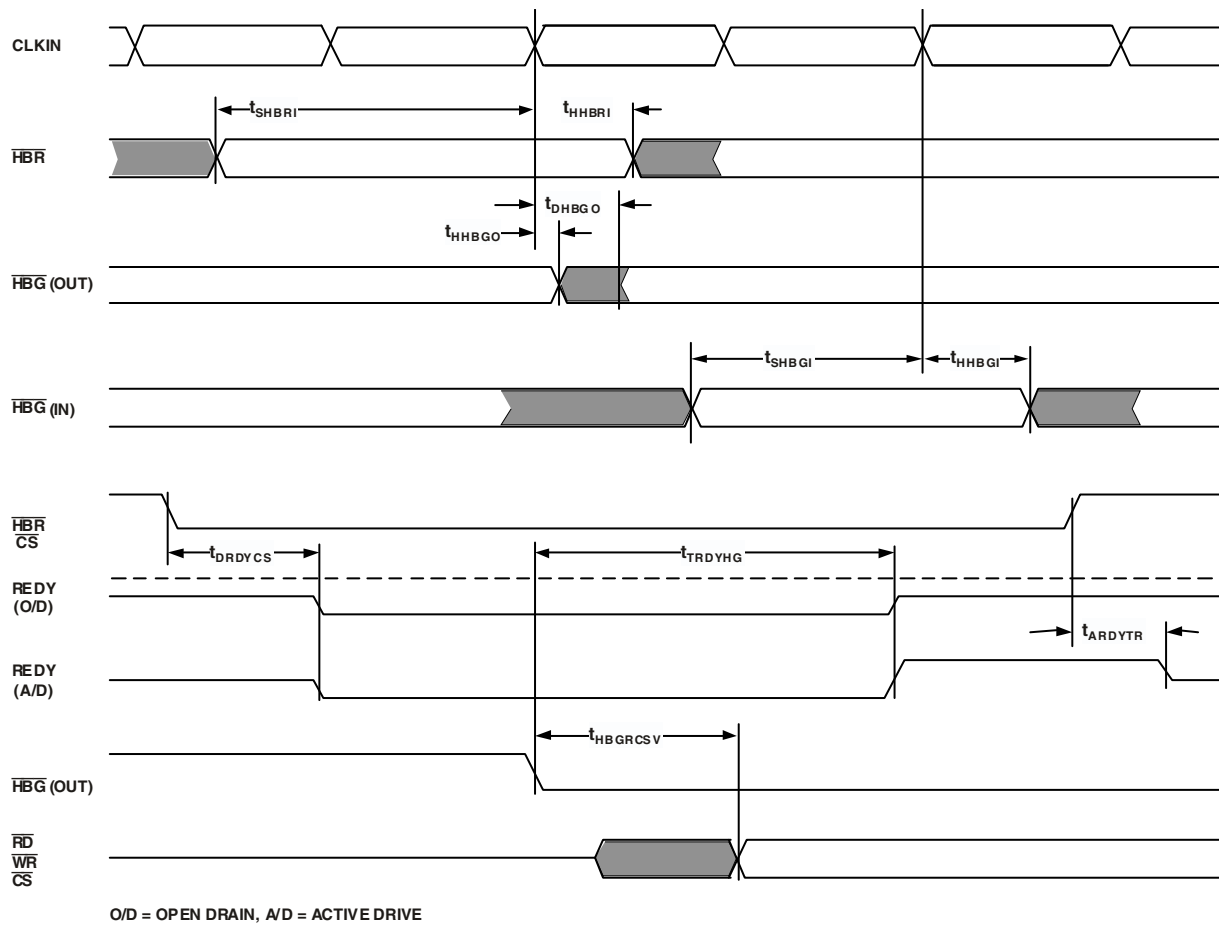 CLKIN
tSHBRI
tHHBRI
HBR
tDHBGO
tHHBGO
HBG (OUT)
tSHBGI
tHHBGI
HBG (IN)
HBR
CS
tDRDYCS
tTRDYHG
REDY
(O/D)
tARDYTR
REDY
(A/D)
tHBGRCSV
HBG (OUT)
RD
WR
CS
O/D = OPEN DRAIN, A/D = ACTIVE DRIVE